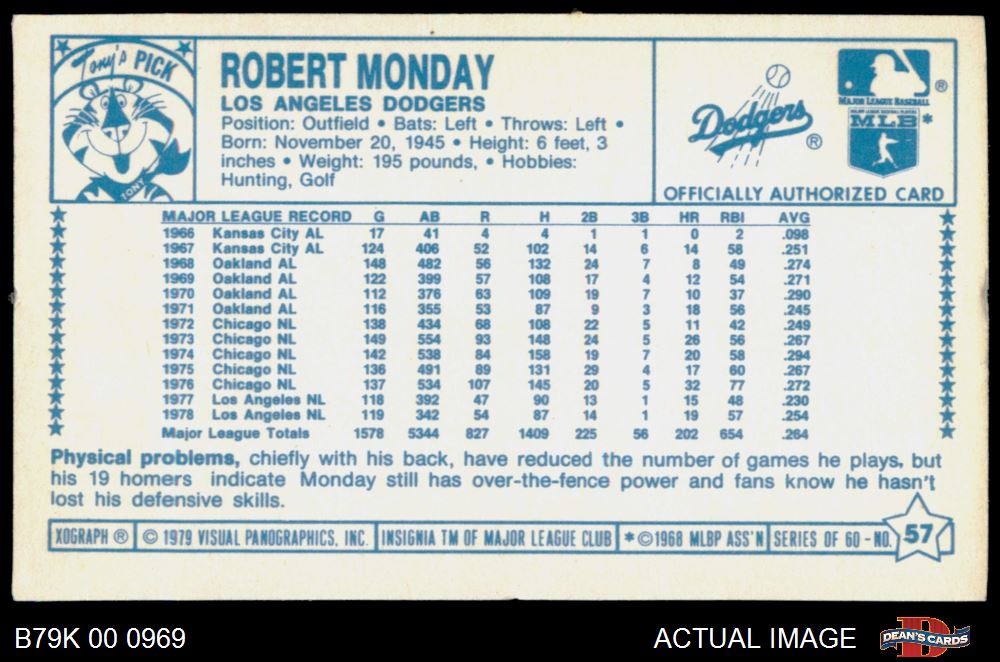 Tony's PICK
TONY
ROBERT MONDAY
LOS ANGELES DODGERS
Position: Outfield • Bats: Left • Throws: Left •
Born: November 20, 1945 • Height: 6 feet, 3
inches • Weight: 195 pounds, • Hobbies:
Hunting, Golf
Dodgers ®
® MAJOR LEAGUE BASEBALL
MAJOR LEAGUE BASEBALL PLAYERS
MLB *
OFFICIALLY AUTHORIZED CARD
MAJOR LEAGUE RECORD G AB R H 2B 3B HR RBI AVG
1966 Kansas City AL 17 41 4 4 1 1 0 2 .098
1967 Kansas City AL 124 406 52 102 14 6 14 58 .251
1968 Oakland AL 148 482 56 132 24 7 8 49 .274
1969 Oakland AL 122 399 57 108 17 4 12 54 .271
1970 Oakland AL 112 376 63 109 19 7 10 37 .290
1971 Oakland AL 116 355 53 87 9 3 18 56 .245
1972 Chicago NL 138 434 68 108 22 5 11 42 .249
1973 Chicago NL 149 554 93 148 24 5 26 56 .267
1974 Chicago NL 142 538 84 158 19 7 20 58 .294
1975 Chicago NL 136 491 89 131 29 4 17 60 .267
1976 Chicago NL 137 534 107 145 20 5 32 77 .272
1977 Los Angeles NL 118 392 47 90 13 1 15 48 .230
1978 Los Angeles NL 119 342 54 87 14 1 19 57 .254
Major League Totals 1578 5344 827 1409 225 56 202 654 .264
Physical problems, chiefly with his back, have reduced the number of games he plays, but
his 19 homers indicate Monday still has over-the-fence power and fans know he hasn't
lost his defensive skills.
XOGRAPH ® © 1979 VISUAL PANOGRAPHICS, INC. INSIGNIA TM OF MAJOR LEAGUE CLUB * © 1968 MLBP ASS'N SERIES OF 60 - NO. 57
B79K 00 0969 ACTUAL IMAGE DEAN'S CARDS